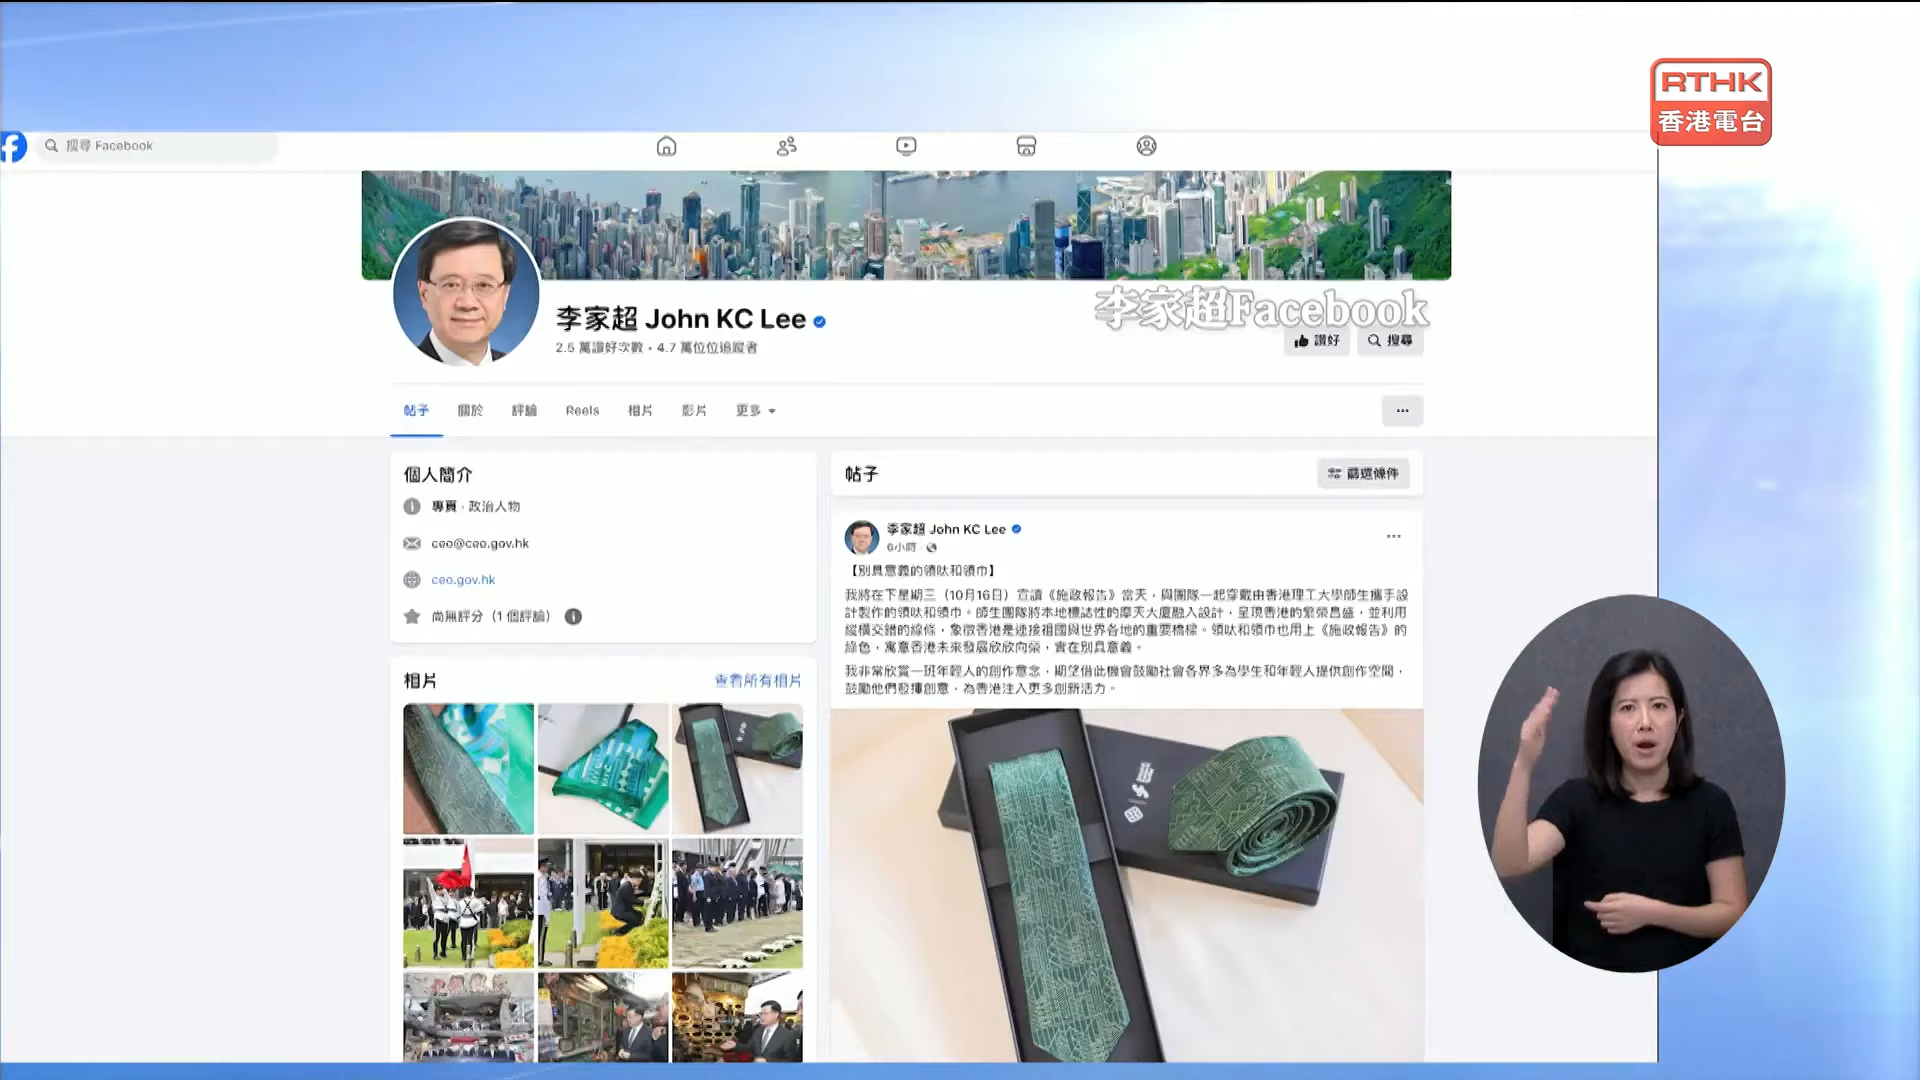 RTHK
香港電台
搜尋 Facebook
李家超Facebook
李家超 John KC Lee
2.5 萬讚好次數 · 4.7 萬位追蹤者
讚好
搜尋
帖子
關於
評論
Reels
相片
影片
更多
個人簡介
專頁 · 政治人物
ceo@ceo.gov.hk
ceo.gov.hk
尚無評分（1 個評論）
相片
查看所有相片
帖子
篩選條件
李家超 John KC Lee
6小時
【別具意義的領呔和領巾】
我將在下星期三（10月16日）宣讀《施政報告》當天，與團隊一起穿戴由香港理工大學師生攜手設
計製作的領呔和領巾。師生團隊將本地標誌性的摩天大廈融入設計，呈現香港的繁榮昌盛，並利用
縱橫交錯的線條，象徵香港是連接祖國與世界各地的重要橋樑。領呔和領巾也用上《施政報告》的
綠色，寓意香港未來發展欣欣向榮，實在別具意義。
我非常欣賞一班年輕人的創作意念，期望借此機會鼓勵社會各界多為學生和年輕人提供創作空間，
鼓勵他們發揮創意，為香港注入更多創新活力。